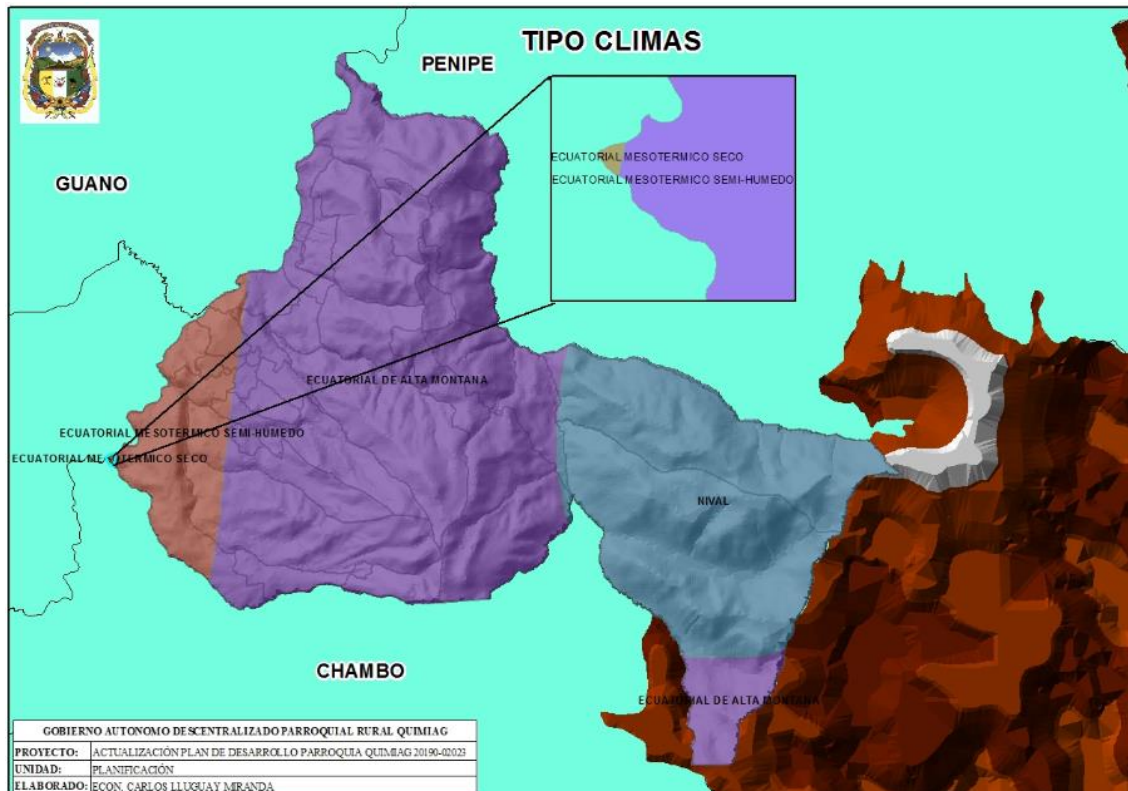 TIPO CLIMAS
PENIPE
GUANO
ECUATORIAL MESOTERMICO SECO
ECUATORIAL MESOTERMICO SEMI-HUMEDO
ECUATORIAL DE ALTA MONTANA
ECUATORIAL MESOTERMICO SEMI-HUMEDO
ECUATORIAL MESOTERMICO SECO
NIVAL
CHAMBO
ECUATORIAL DE ALTA MONTANA
GOBIERNO AUTONOMO DESCENTRALIZADO PARROQUIAL RURAL QUIMIAG
PROYECTO: ACTUALIZACIÓN PLAN DE DESARROLLO PARROQUIA QUIMIAG 20190-02023
UNIDAD: PLANIFICACIÓN
ELABORADO: ECON. CARLOS LLUGUAY MIRANDA